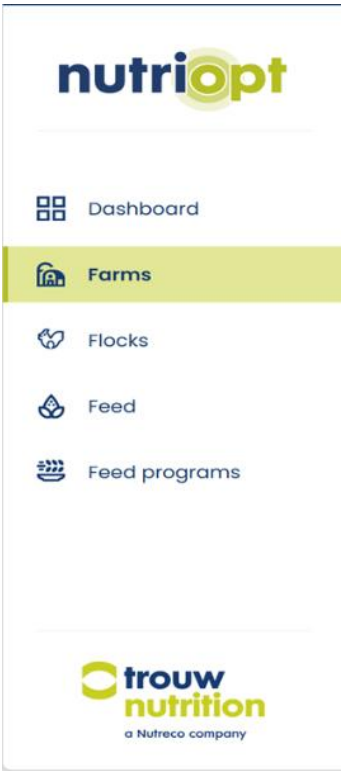 nutriopt
Dashboard
Farms
Flocks
Feed
Feed programs
trouw
nutrition
a Nutreco company